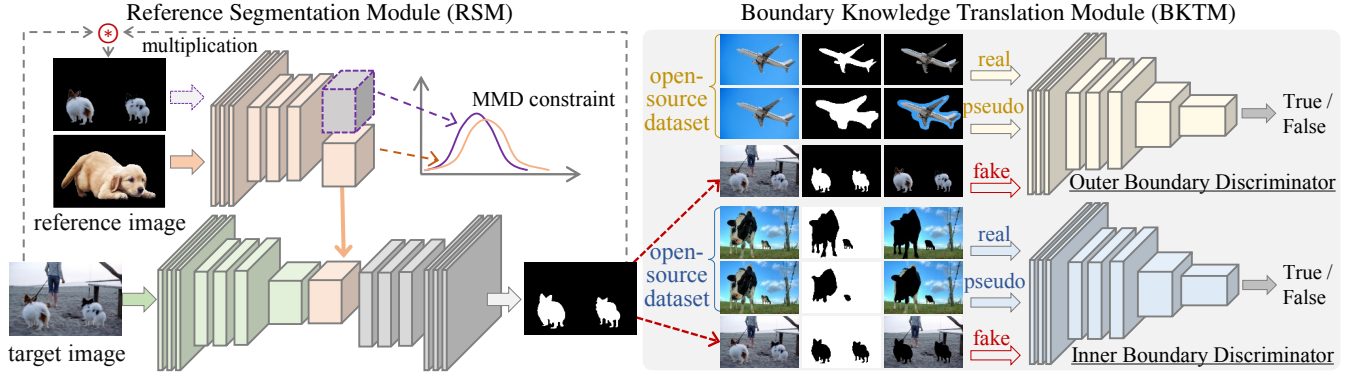 Reference Segmentation Module (RSM)
multiplication
MMD constraint
reference image
target image
Boundary Knowledge Translation Module (BKTM)
open-
source
dataset
real
pseudo
fake
True /
False
Outer Boundary Discriminator
open-
source
dataset
real
pseudo
fake
True /
False
Inner Boundary Discriminator